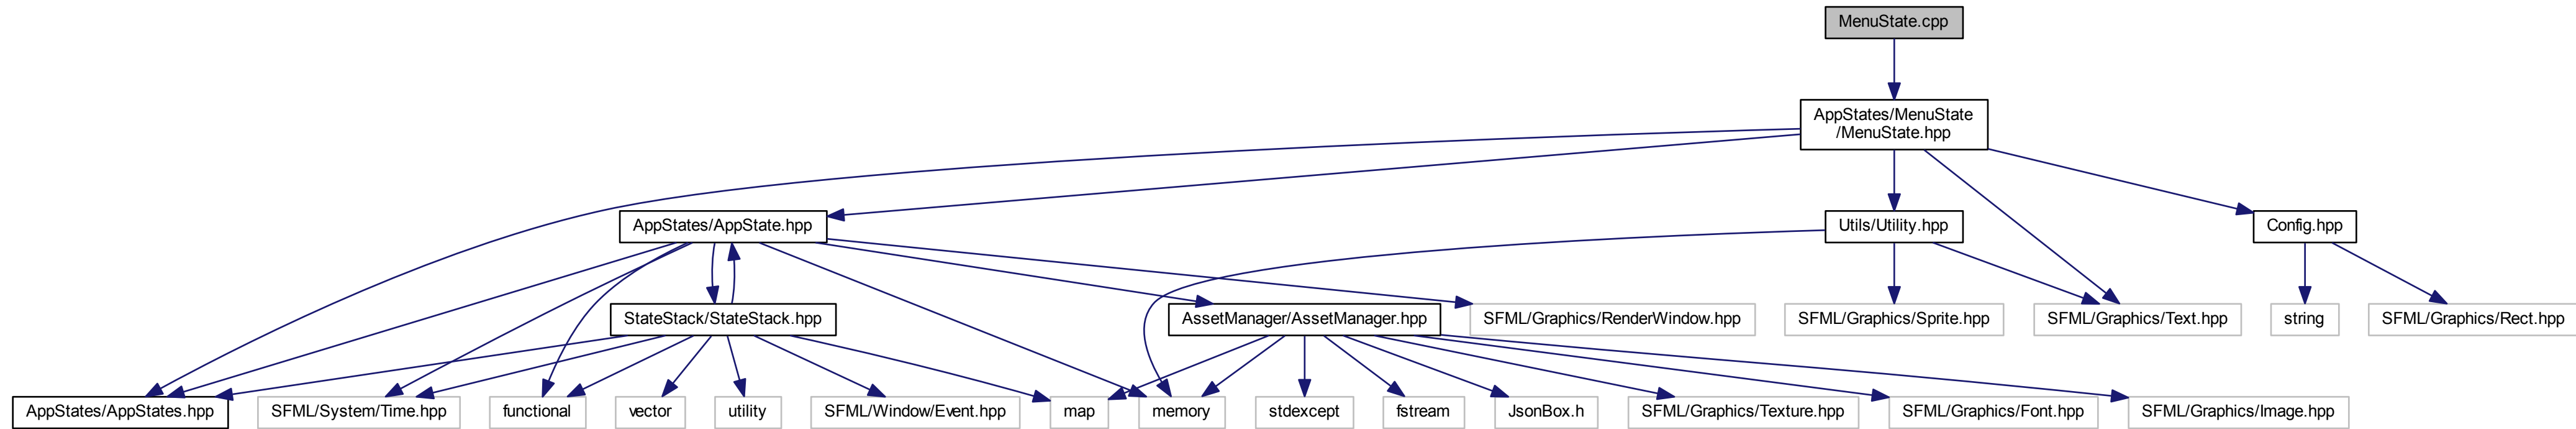 MenuState.cpp
AppStates/MenuState
/MenuState.hpp
AppStates/AppState.hpp
Utils/Utility.hpp
Config.hpp
StateStack/StateStack.hpp
AssetManager/AssetManager.hpp
SFML/Graphics/RenderWindow.hpp
SFML/Graphics/Sprite.hpp
SFML/Graphics/Text.hpp
string
SFML/Graphics/Rect.hpp
AppStates/AppStates.hpp
SFML/System/Time.hpp
functional
vector
utility
SFML/Window/Event.hpp
map
memory
stdexcept
fstream
JsonBox.h
SFML/Graphics/Texture.hpp
SFML/Graphics/Font.hpp
SFML/Graphics/Image.hpp